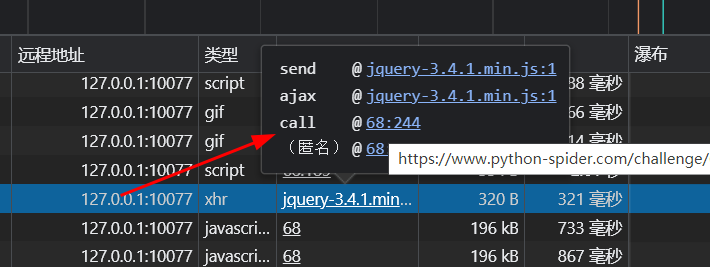 远程地址 类型 瀑布
send @ jquery-3.4.1.min.js:1
ajax @ jquery-3.4.1.min.js:1
call @ 68:244
（匿名） @ 68
https://www.python-spider.com/challenge/
127.0.0.1:10077 script 38 毫秒
127.0.0.1:10077 gif 66 毫秒
127.0.0.1:10077 gif 14 毫秒
127.0.0.1:10077 script
127.0.0.1:10077 xhr jquery-3.4.1.min... 320 B 321 毫秒
127.0.0.1:10077 javascri... 68 196 kB 733 毫秒
127.0.0.1:10077 javascri... 68 196 kB 867 毫秒